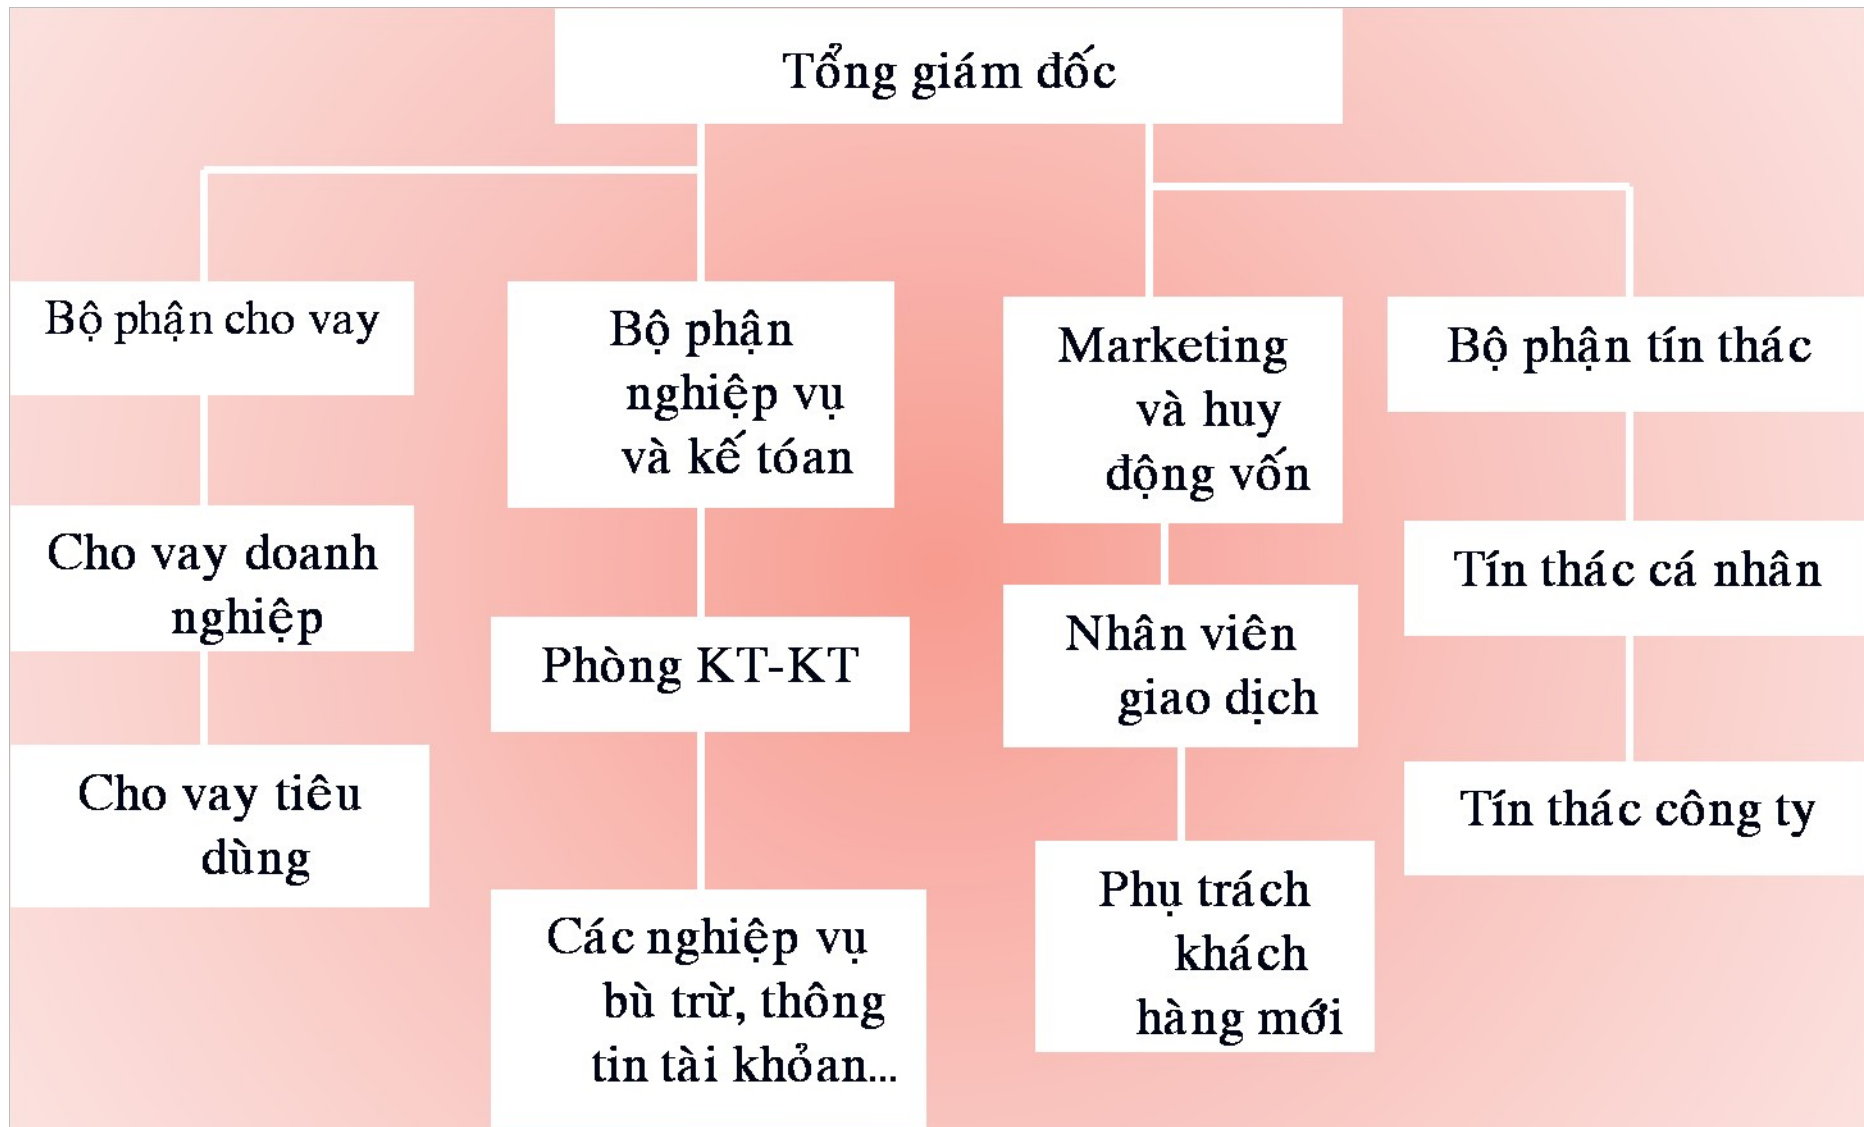 Tổng giám đốc
Bộ phận cho vay
Cho vay doanh
nghiệp
Cho vay tiêu
dùng
Bộ phận
nghiệp vụ
và kế tóan
Phòng KT-KT
Các nghiệp vụ
bù trừ, thông
tin tài khỏan...
Marketing
và huy
động vốn
Nhân viên
giao dịch
Phụ trách
khách
hàng mới
Bộ phận tín thác
Tín thác cá nhân
Tín thác công ty